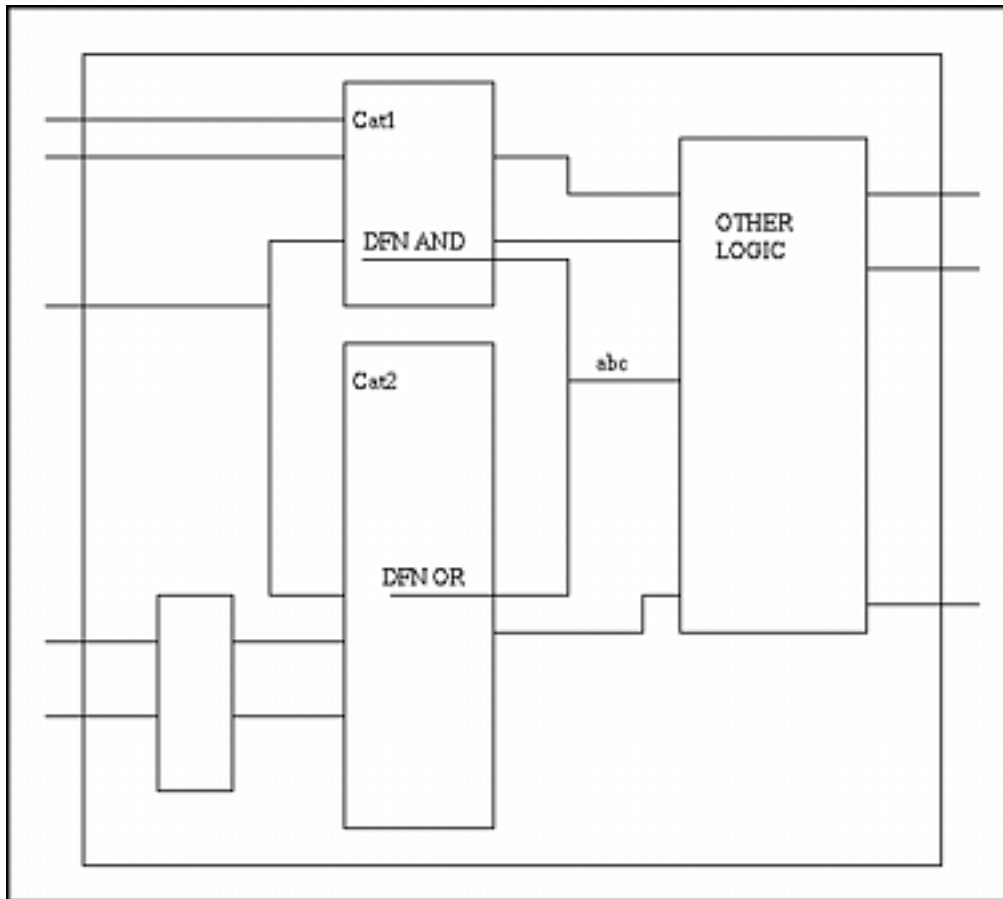 Cat1
DFN AND
OTHER
LOGIC
abc
Cat2
DFN OR